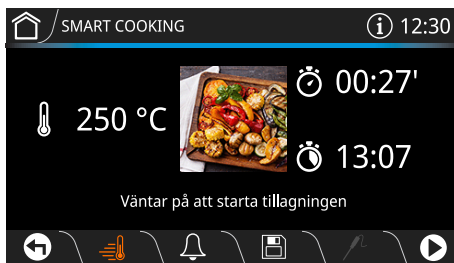 SMART COOKING
12:30
00:27'
250 °C
13:07
Väntar på att starta tillagningen